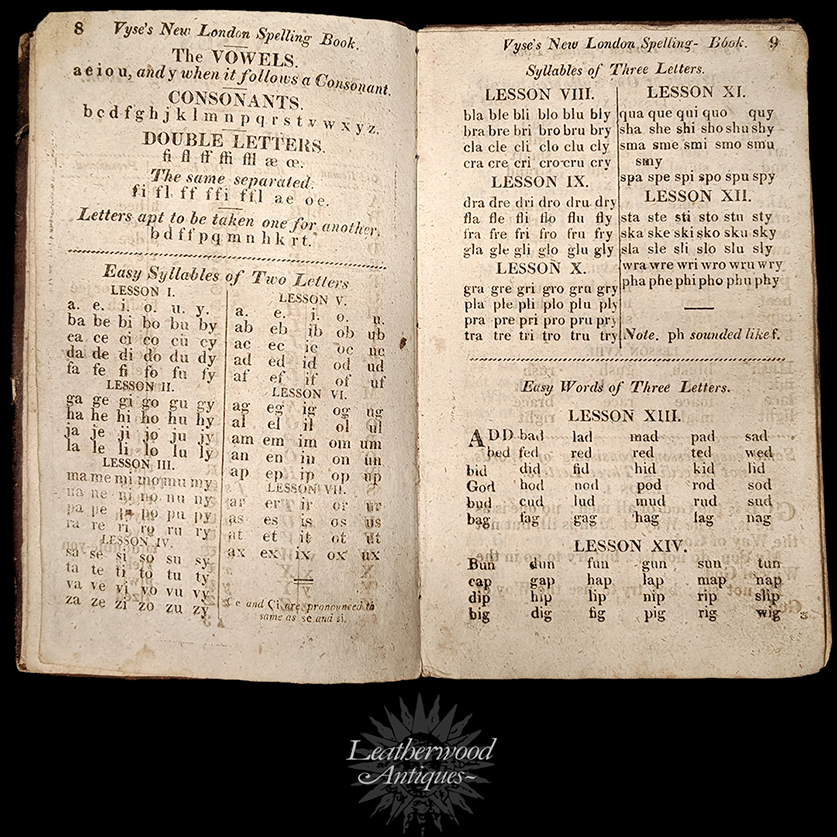 8 Vyse's New London Spelling Book.
The VOWELS.
a e i o u, and y when it follows a Consonant.
CONSONANTS.
b c d f g h j k l m n p q r s t v w x y z.
DOUBLE LETTERS.
fi fl ff ffi ffl æ œ.
The same separated.
fi fl ff ffi ffl ae oe.
Letters apt to be taken one for another.
b d f f p q m n h k r t.
Easy Syllables of Two Letters
LESSON I.
a. e. i. o. u. y.
ba be bi bo bu by
ca ce ci co cu cy
da de di do du dy
fa fe fi fo fu fy
LESSON II.
ga ge gi go gu gy
ha he hi ho hu hy
ja je ji jo ju jy
la le li lo lu ly
LESSON III.
ma me mi mo mu my
na ne ni no nu ny
pa pe pi po pu py
ra re ri ro ru ry
LESSON IV.
sa se si so su sy
ta te ti to tu ty
va ve vi vo vu vy
za ze zi zo zu zy
LESSON V.
a. e. i. o. u.
ab eb ib ob ub
ac ec ic oc uc
ad ed id od ud
af ef if of uf
LESSON VI.
ag eg ig og ug
al el il ol ul
am em im om um
an en in on un
ap ep ip op up
LESSON VII.
ar er ir or ur
as es is os us
at et it ot ut
ax ex ix ox ux
Ce and Ci are pronounced th
same as se and si.
Vyse's New London Spelling- Book. 9
Syllables of Three Letters.
LESSON VIII.
bla ble bli blo blu bly
bra bre bri bro bru bry
cla cle cli clo clu cly
cra cre cri cro cru cry
LESSON IX.
dra dre dri dro dru dry
fla fle fli flo flu fly
fra fre fri fro fru fry
gla gle gli glo glu gly
LESSON X.
gra gre gri gro gru gry
pla ple pli plo plu ply
pra pre pri pro pru pry
tra tre tri tro tru try
LESSON XI.
qua que qui quo quy
sha she shi sho shu shy
sma sme smi smo smu
smy
spa spe spi spo spu spy
LESSON XII.
sta ste sti sto stu sty
ska ske ski sko sku sky
sla sle sli slo slu sly
wra wre wri wro wru wry
pha phe phi pho phu phy
Note. ph sounded like f.
Easy Words of Three Letters.
LESSON XIII.
ADD bad lad mad pad sad
bed fed red red ted wed
bid did fid hid kid lid
God hod nod pod rod sod
bud cud lud mud rud sud
bag fag gag hag lag nag
LESSON XIV.
Bun dun fun gun sun tun
cap gap hap lap map nap
dip hip lip nip rip slip
big dig fig pig rig wig
Leatherwood
Antiques~